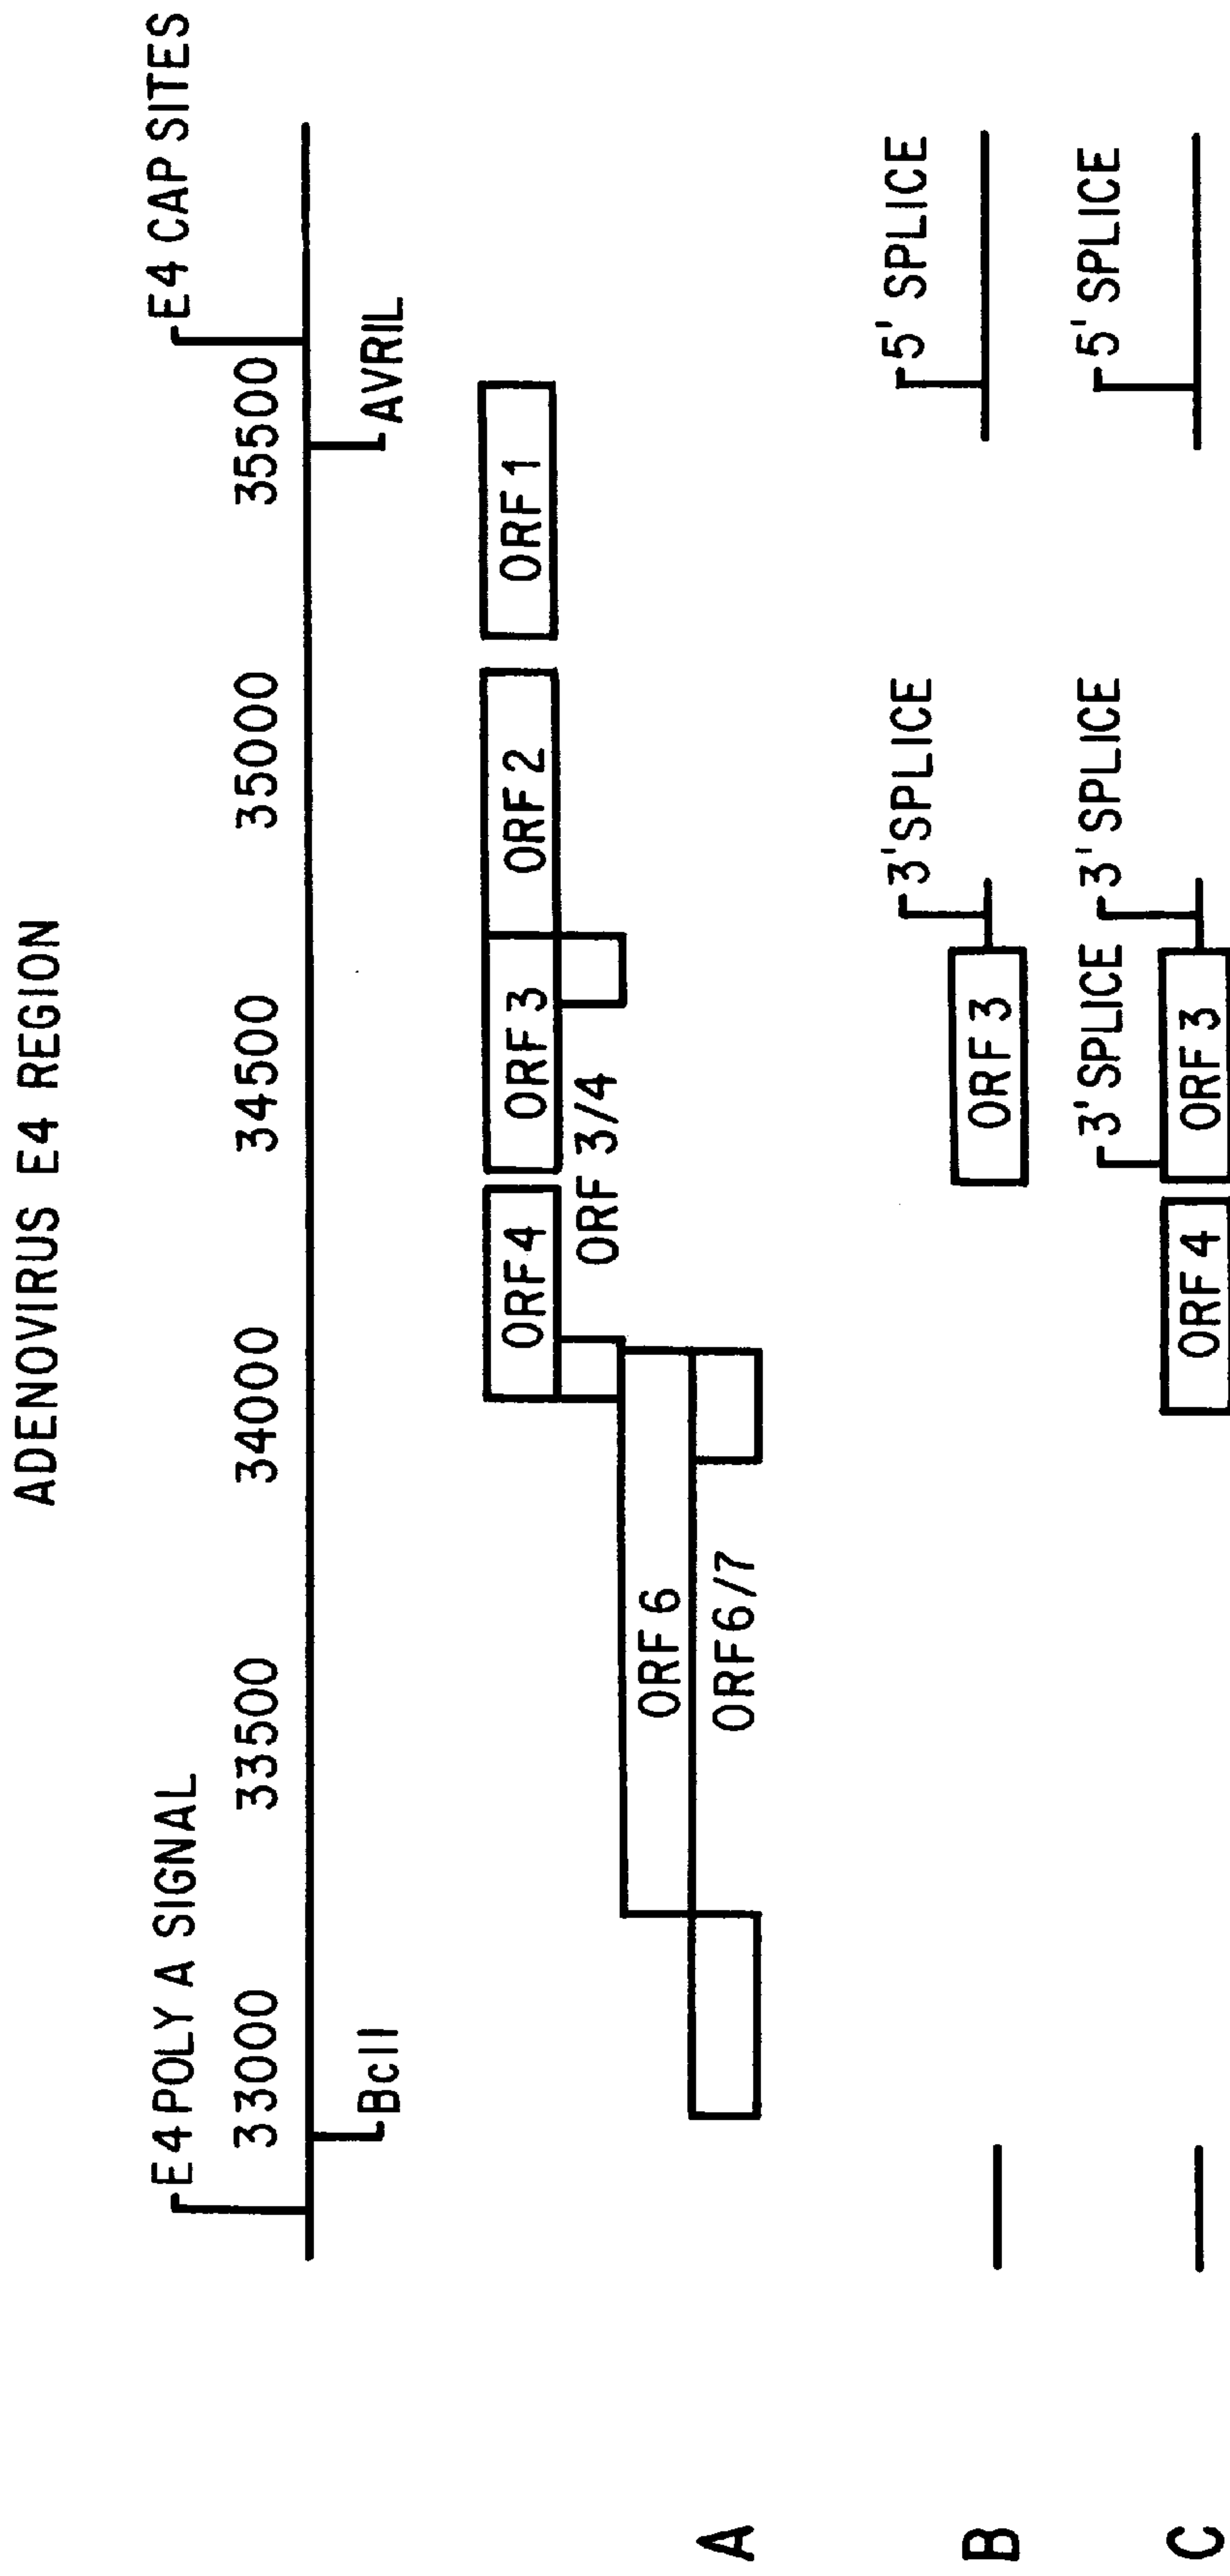 ADENOVIRUS E4 REGION
E4 POLY A SIGNAL
E4 CAP SITES
33000 33500 34000 34500 35000 35500
BclI
AVRII
ORF 4
ORF 3
ORF 2
ORF 1
ORF 3/4
ORF 6
ORF 6/7
A
3' SPLICE
5' SPLICE
ORF 3
B
3' SPLICE
3' SPLICE
5' SPLICE
ORF 4
ORF 3
C